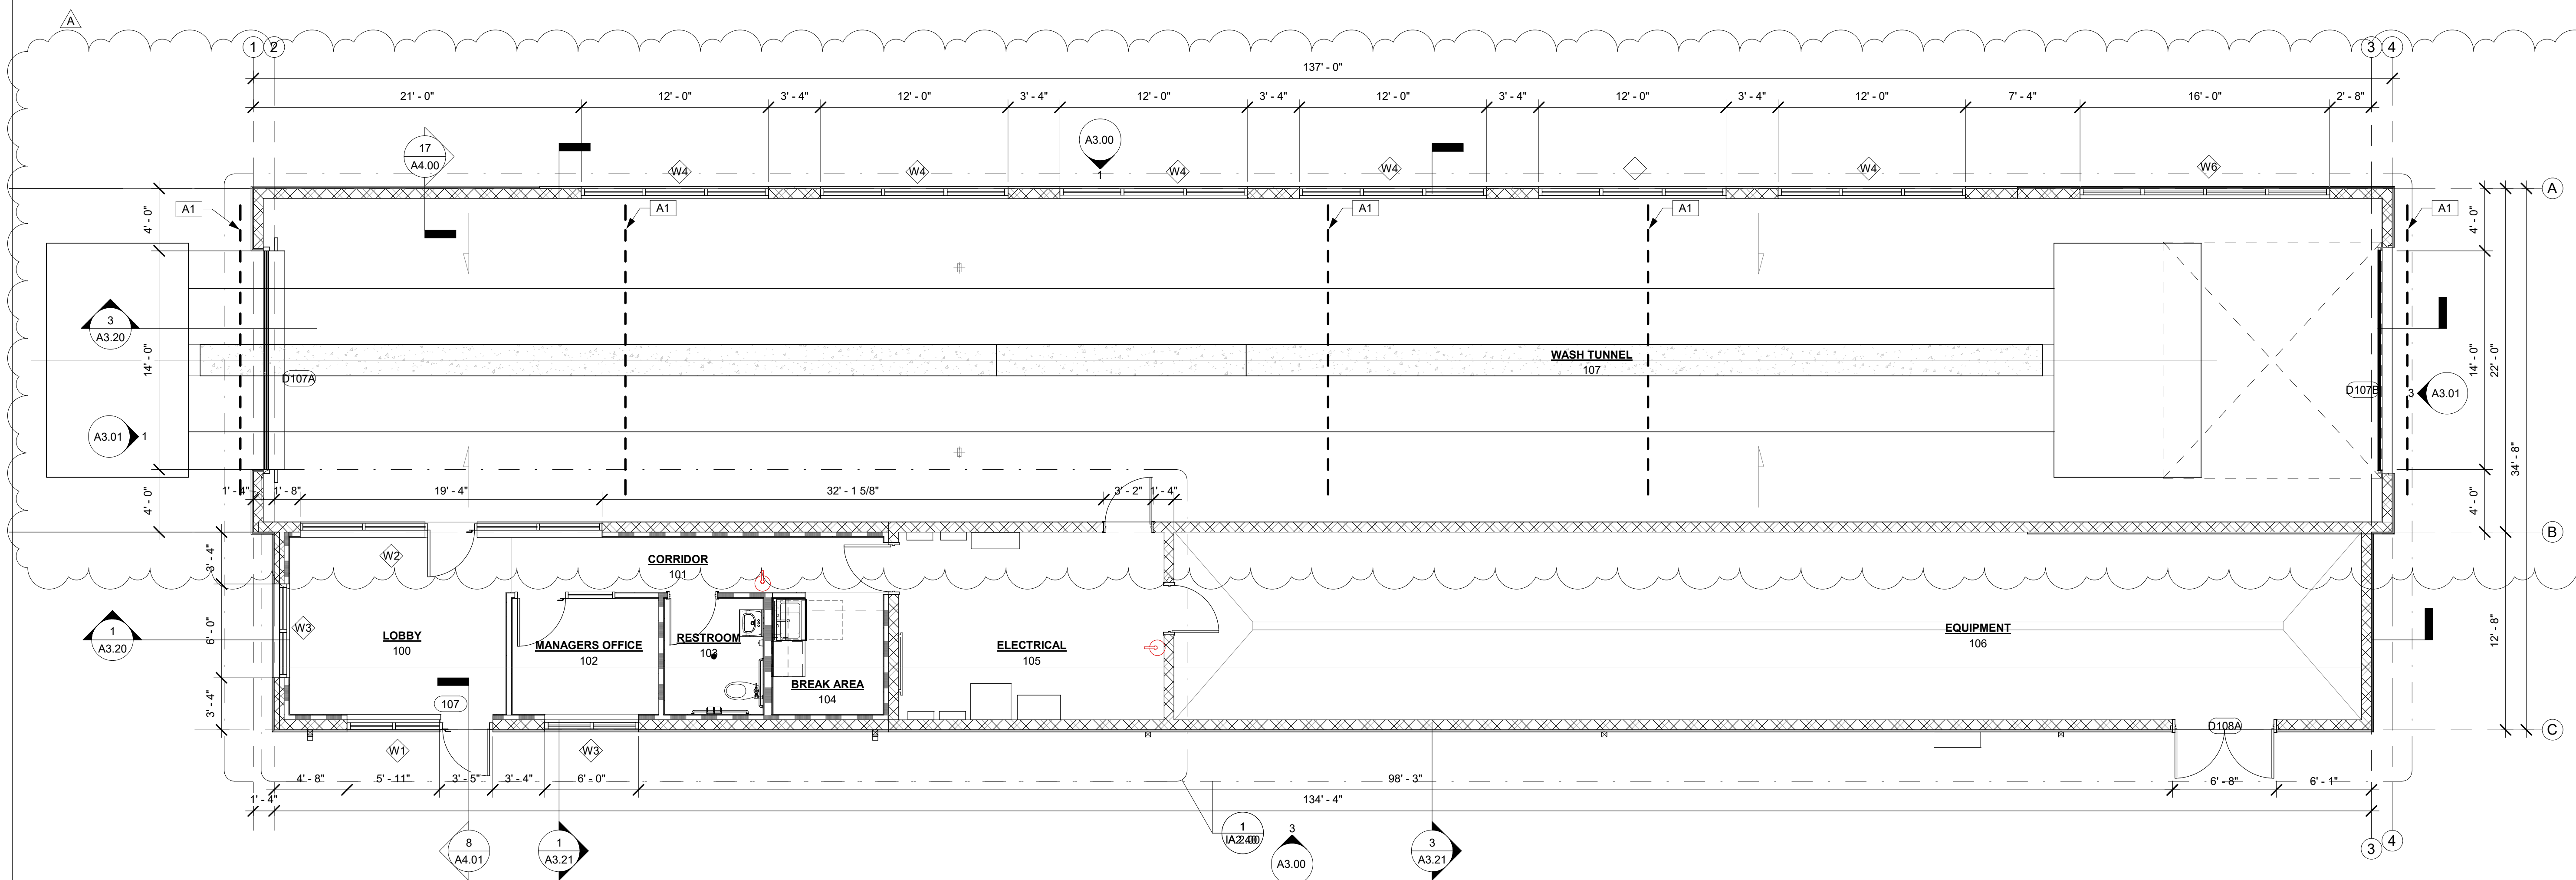 A
1
2
3
4
137' - 0"
21' - 0"
12' - 0"
3' - 4"
12' - 0"
3' - 4"
12' - 0"
3' - 4"
12' - 0"
3' - 4"
12' - 0"
3' - 4"
12' - 0"
7' - 4"
16' - 0"
2' - 8"
17
A4.00
A3.00
1
W4
W4
W4
W4
W4
W6
A
A1
A1
A1
A1
A1
4' - 0"
4' - 0"
3
A3.20
14' - 0"
D107A
WASH TUNNEL
107
14' - 0"
22' - 0"
D107B
3
A3.01
A3.01
1
34' - 8"
4' - 0"
1' - 4"
1' - 8"
19' - 4"
32' - 1 5/8"
3' - 2"
1' - 4"
4' - 0"
B
3' - 4"
W2
CORRIDOR
101
1
A3.20
6' - 0"
W3
LOBBY
100
MANAGERS OFFICE
102
RESTROOM
103
BREAK AREA
104
ELECTRICAL
105
EQUIPMENT
106
12' - 8"
3' - 4"
107
D108A
C
W1
W3
4' - 8"
5' - 11"
3' - 5"
3' - 4"
6' - 0"
98' - 3"
6' - 8"
6' - 1"
1' - 4"
134' - 4"
8
A4.01
1
A3.21
1
3
A3.00
3
A3.21
3
4